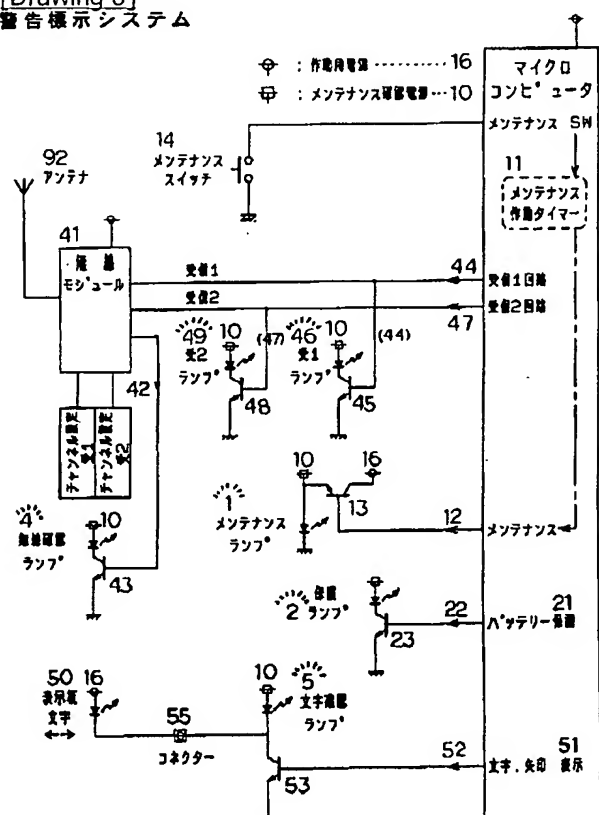 [Drawing 6]
警告標示システム
: 作動用電源 ········· 16
: メンテナンス確認電源 ··· 10
マイクロ
コンピュータ
メンテナンス SW
14
メンテナンス
スイッチ
92
アンテナ
11
メンテナンス
作動タイマー
41
無線
モジュール
受信1
44
受信1回路
受信2
47
受信2回路
49
受2
ランプ
10
(47)
48
46
受1
ランプ
10
(44)
45
42
チャンネル設定
受1
チャンネル設定
受2
4
無線確認
ランプ
10
43
1
メンテナンス
ランプ
10
16
13
12
メンテナンス
2
保護
ランプ
23
22
21
バッテリー保護
50
表示板
文字
16
55
コネクター
10
5
文字確認
ランプ
53
52
51
文字、矢印 表示